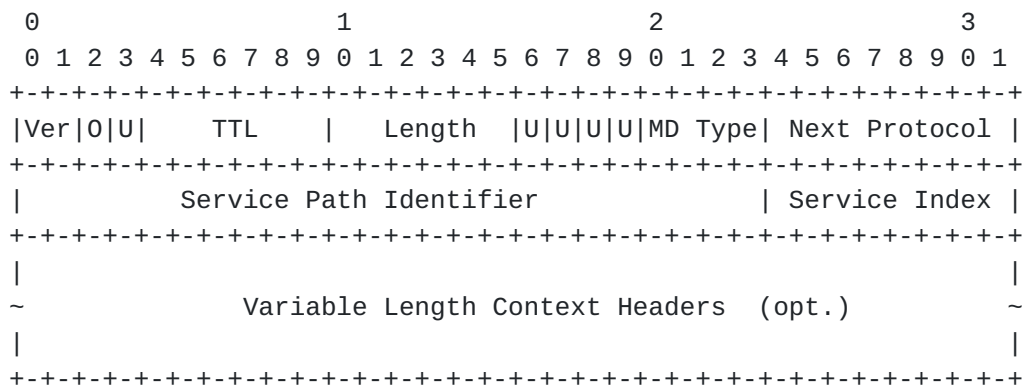 0                   1                   2                   3
 0 1 2 3 4 5 6 7 8 9 0 1 2 3 4 5 6 7 8 9 0 1 2 3 4 5 6 7 8 9 0 1
+-+-+-+-+-+-+-+-+-+-+-+-+-+-+-+-+-+-+-+-+-+-+-+-+-+-+-+-+-+-+-+-+
|Ver|O|U|    TTL    |   Length  |U|U|U|U|MD Type| Next Protocol |
+-+-+-+-+-+-+-+-+-+-+-+-+-+-+-+-+-+-+-+-+-+-+-+-+-+-+-+-+-+-+-+-+
|          Service Path Identifier              | Service Index |
+-+-+-+-+-+-+-+-+-+-+-+-+-+-+-+-+-+-+-+-+-+-+-+-+-+-+-+-+-+-+-+-+
|                                                               |
~              Variable Length Context Headers  (opt.)          ~
|                                                               |
+-+-+-+-+-+-+-+-+-+-+-+-+-+-+-+-+-+-+-+-+-+-+-+-+-+-+-+-+-+-+-+-+